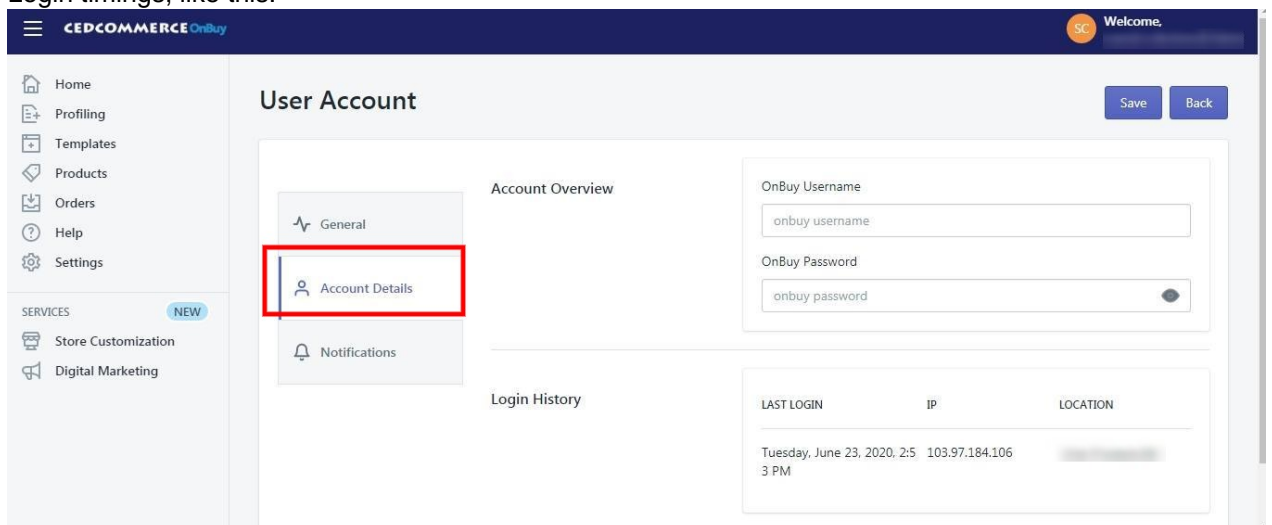 Login timings, like this:
CEDCOMMERCE OnBuy
SC
Welcome,
Home
Profiling
Templates
Products
Orders
Help
Settings
SERVICES NEW
Store Customization
Digital Marketing
User Account
Save Back
General
Account Details
Notifications
Account Overview
OnBuy Username
onbuy username
OnBuy Password
onbuy password
Login History
LAST LOGIN IP LOCATION
Tuesday, June 23, 2020, 2:5 103.97.184.106
3 PM